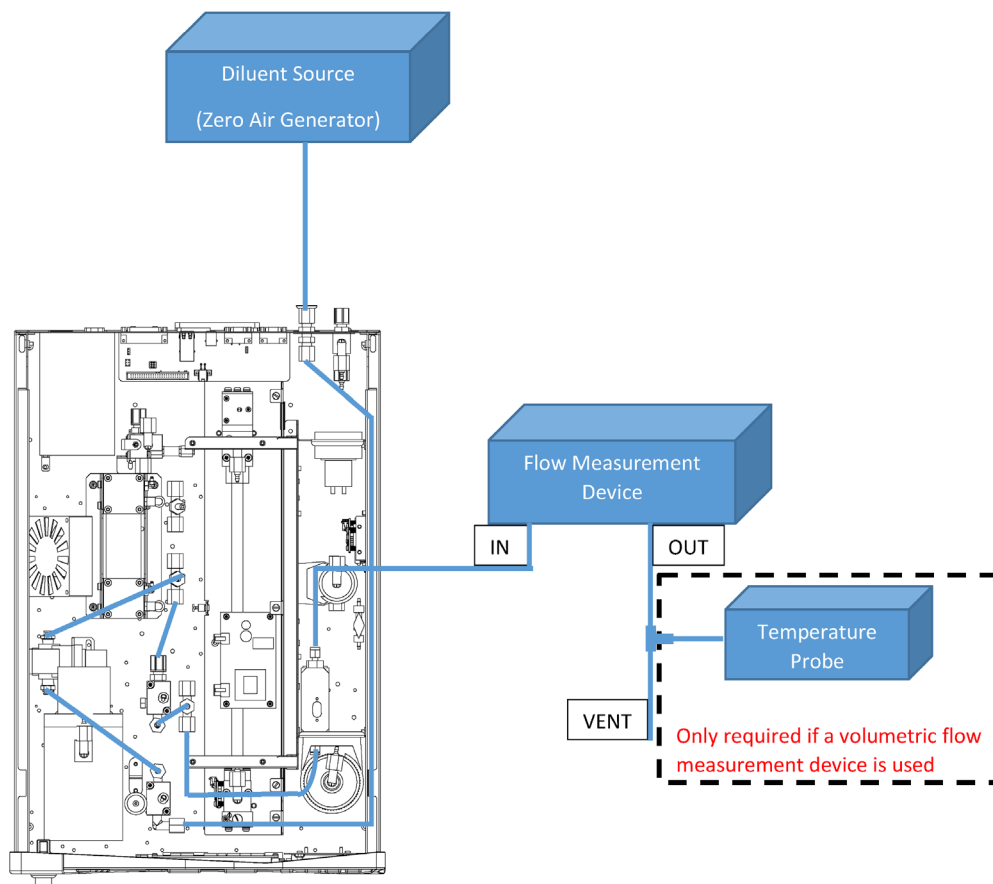 Diluent Source
(Zero Air Generator)
Flow Measurement
Device
IN
OUT
Temperature
Probe
VENT
Only required if a volumetric flow
measurement device is used